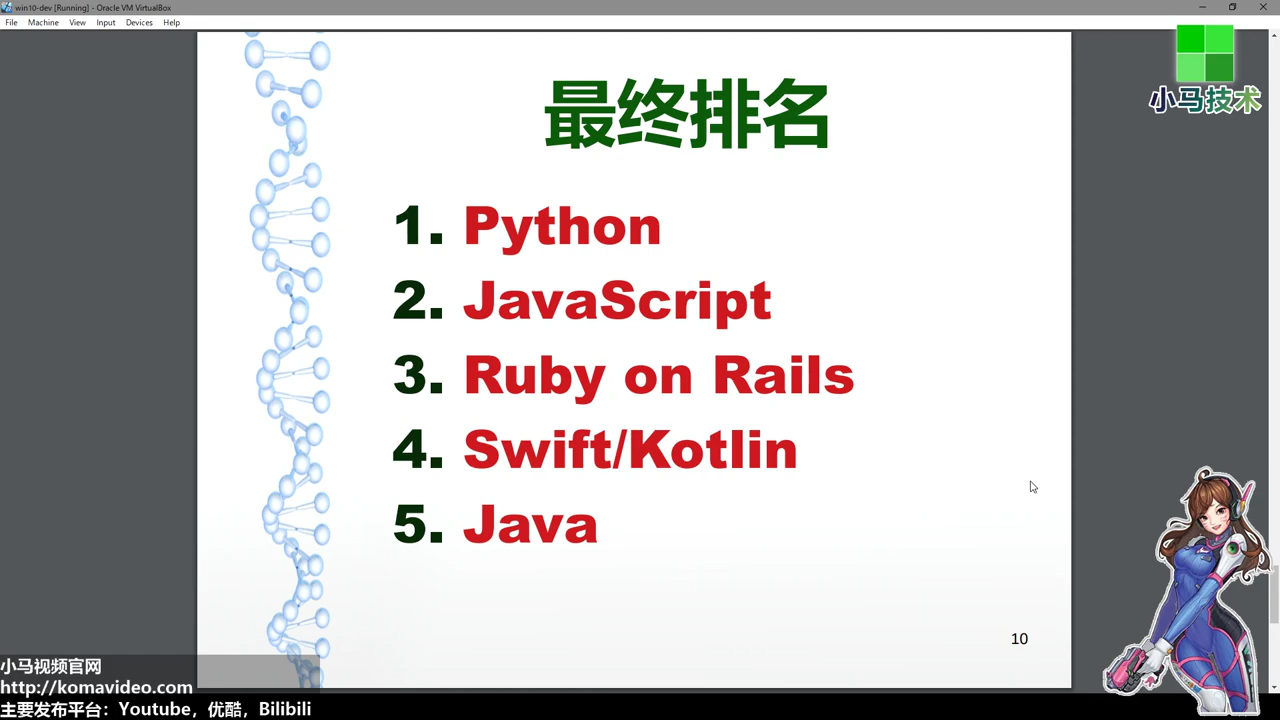 win10-dev [Running] - Oracle VM VirtualBox
File Machine View Input Devices Help
小马技术
最终排名
1. Python
2. JavaScript
3. Ruby on Rails
4. Swift/Kotlin
5. Java
10
小马视频官网
http://komavideo.com
主要发布平台：Youtube，优酷，Bilibili